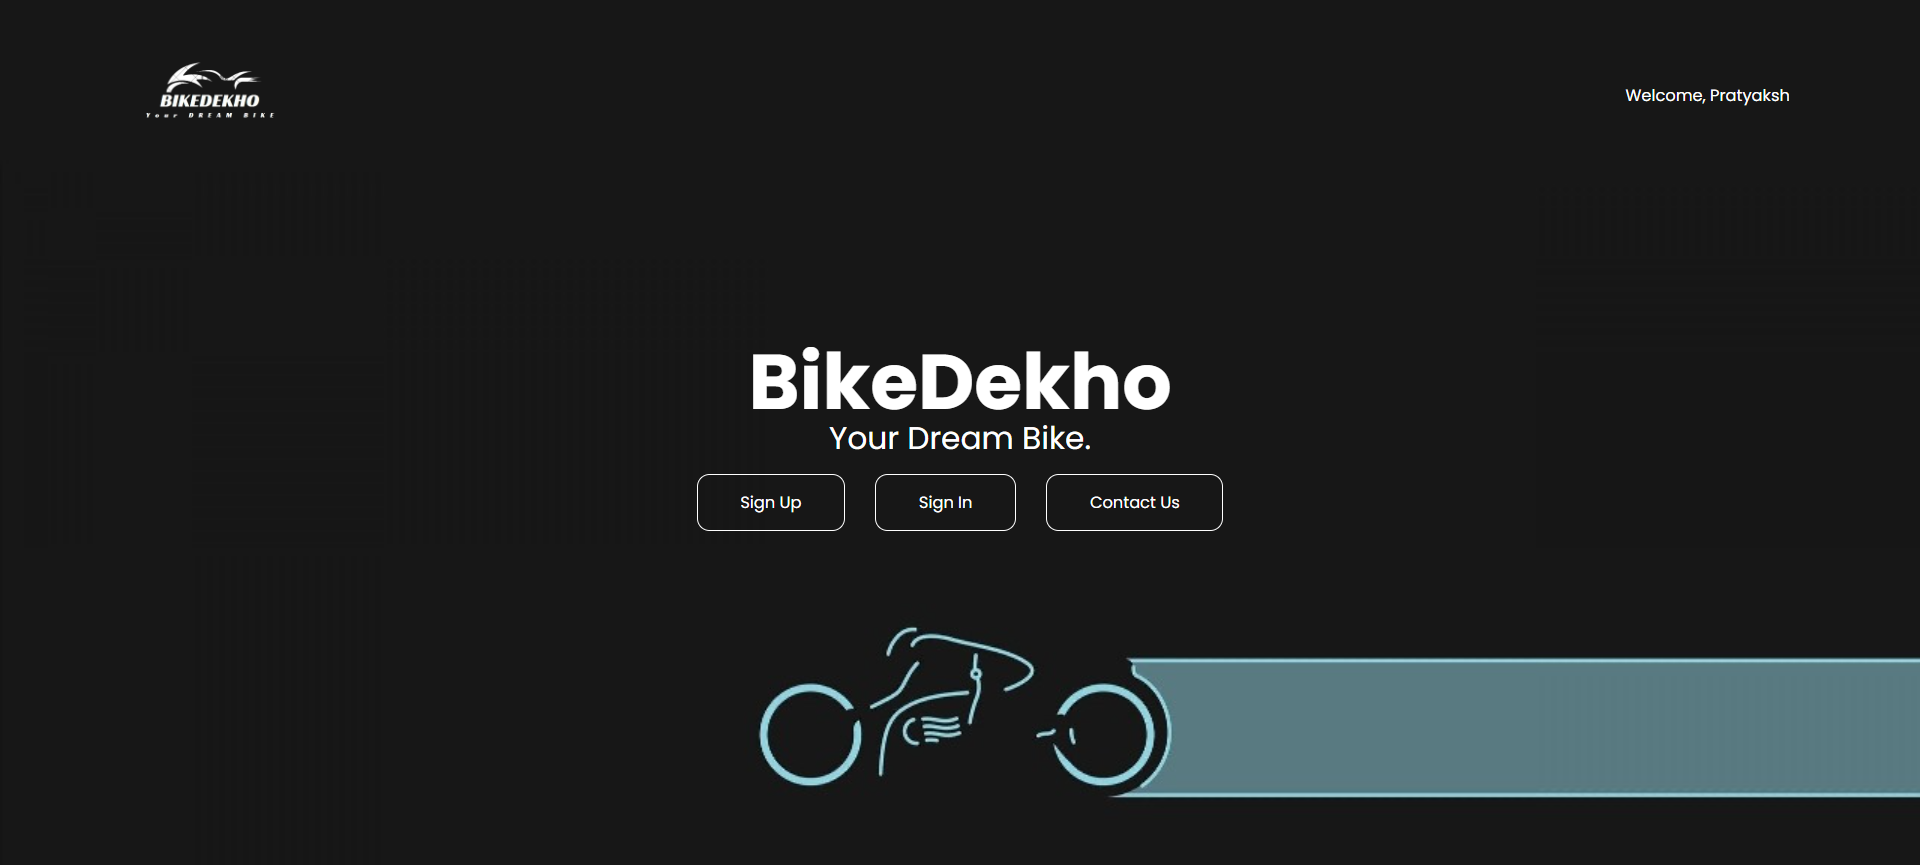 BIKEDEKHO
Your DREAM BIKE
Welcome, Pratyaksh
BikeDekho
Your Dream Bike.
Sign Up
Sign In
Contact Us